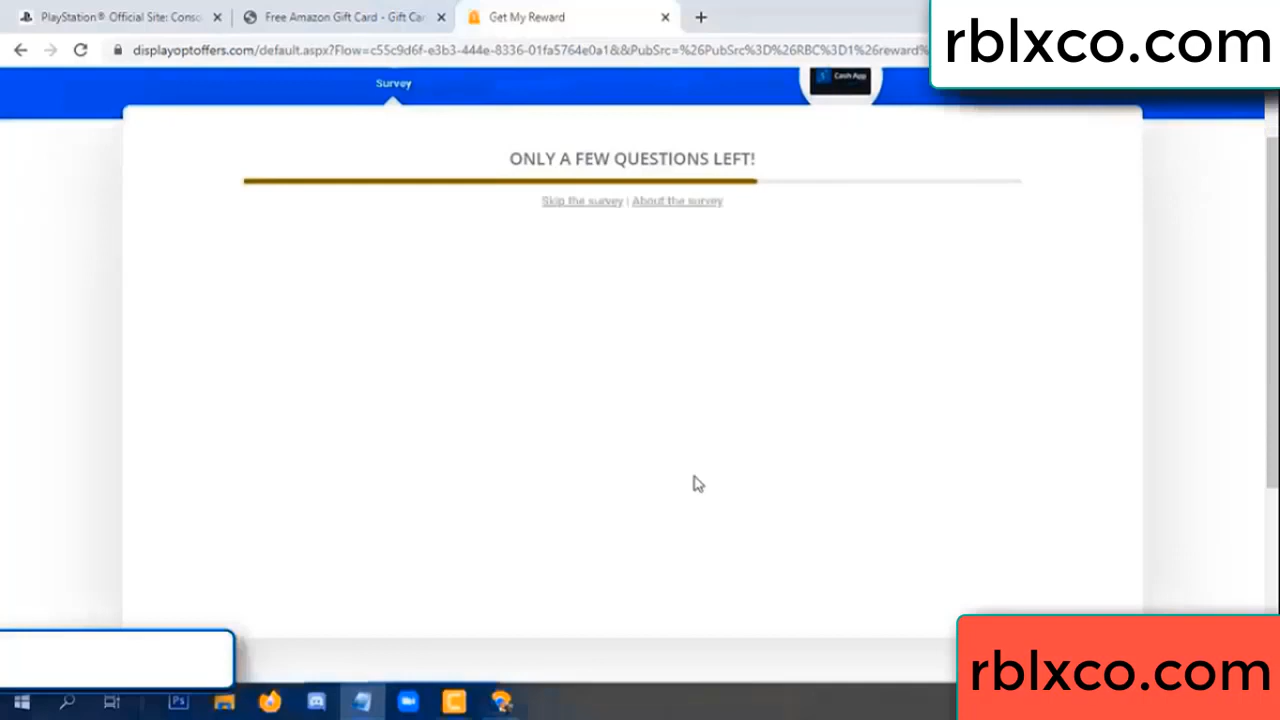 PlayStation® Official Site: Conso
Free Amazon Gift Card - Gift Car
Get My Reward
rblxco.com
displayoptoffers.com/default.aspx?Flow=c55c9d6f-e3b3-444e-8336-01fa5764e0a1&&PubSrc=%26PubSrc%3D%26RBC%3D1%26reward%
Survey
Cash App
ONLY A FEW QUESTIONS LEFT!
Skip the survey | About the survey
rblxco.com
Ps